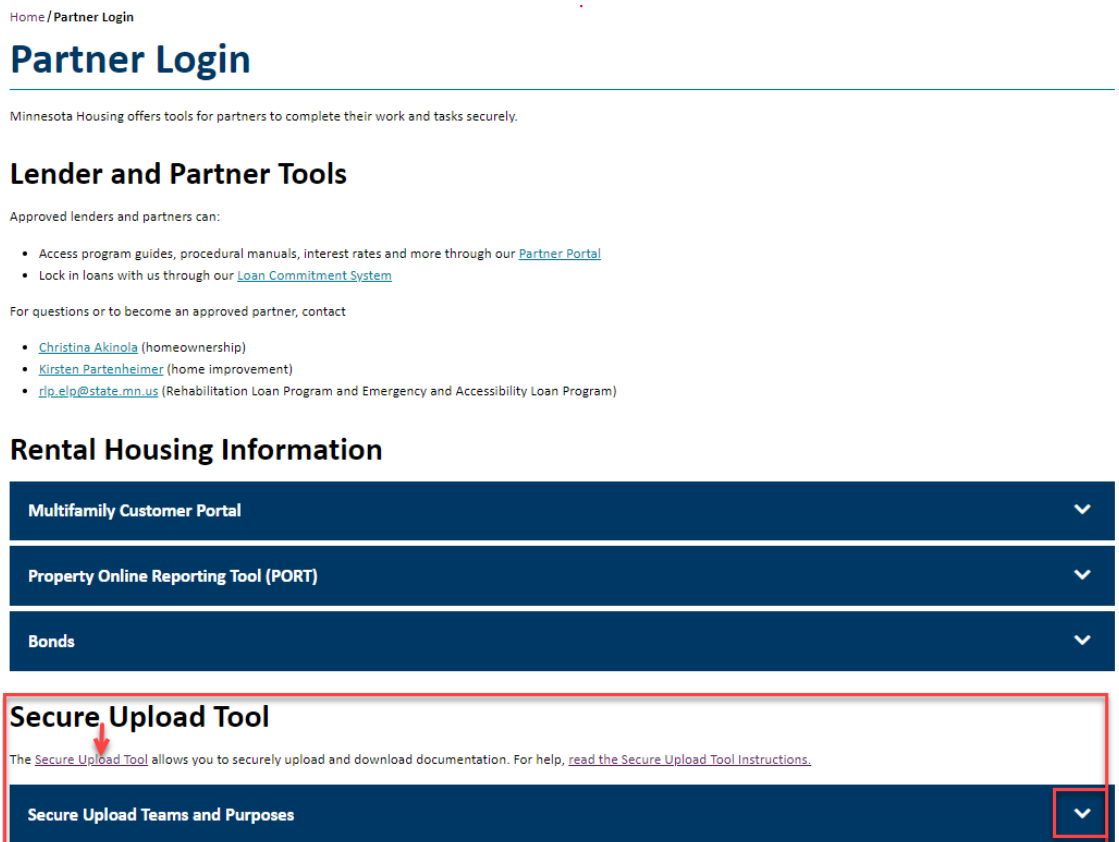 Home / Partner Login
Partner Login
Minnesota Housing offers tools for partners to complete their work and tasks securely.
Lender and Partner Tools
Approved lenders and partners can:
• Access program guides, procedural manuals, interest rates and more through our Partner Portal
• Lock in loans with us through our Loan Commitment System
For questions or to become an approved partner, contact
• Christina Akinola (homeownership)
• Kirsten Partenheimer (home improvement)
• rlp.elp@state.mn.us (Rehabilitation Loan Program and Emergency and Accessibility Loan Program)
Rental Housing Information
Multifamily Customer Portal
Property Online Reporting Tool (PORT)
Bonds
Secure Upload Tool
The Secure Upload Tool allows you to securely upload and download documentation. For help, read the Secure Upload Tool Instructions.
Secure Upload Teams and Purposes